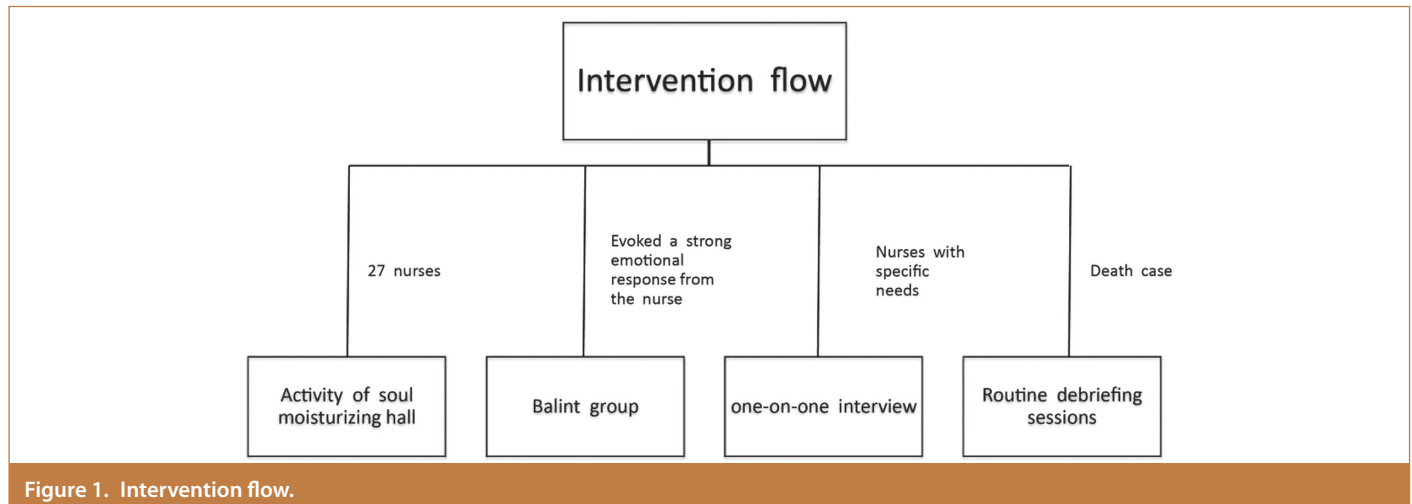 Intervention flow
27 nurses
Evoked a strong
emotional
response from
the nurse
Nurses with
specific
needs
Death case
Activity of soul
moisturizing hall
Balint group
one-on-one interview
Routine debriefing
sessions
Figure 1. Intervention flow.